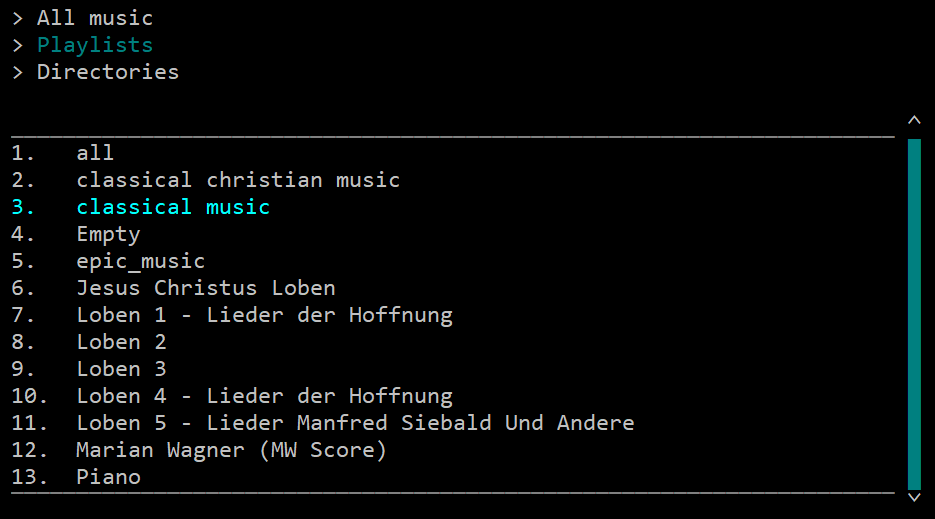 > All music
> Playlists
> Directories
1. all
2. classical christian music
3. classical music
4. Empty
5. epic_music
6. Jesus Christus Loben
7. Loben 1 - Lieder der Hoffnung
8. Loben 2
9. Loben 3
10. Loben 4 - Lieder der Hoffnung
11. Loben 5 - Lieder Manfred Siebald Und Andere
12. Marian Wagner (MW Score)
13. Piano